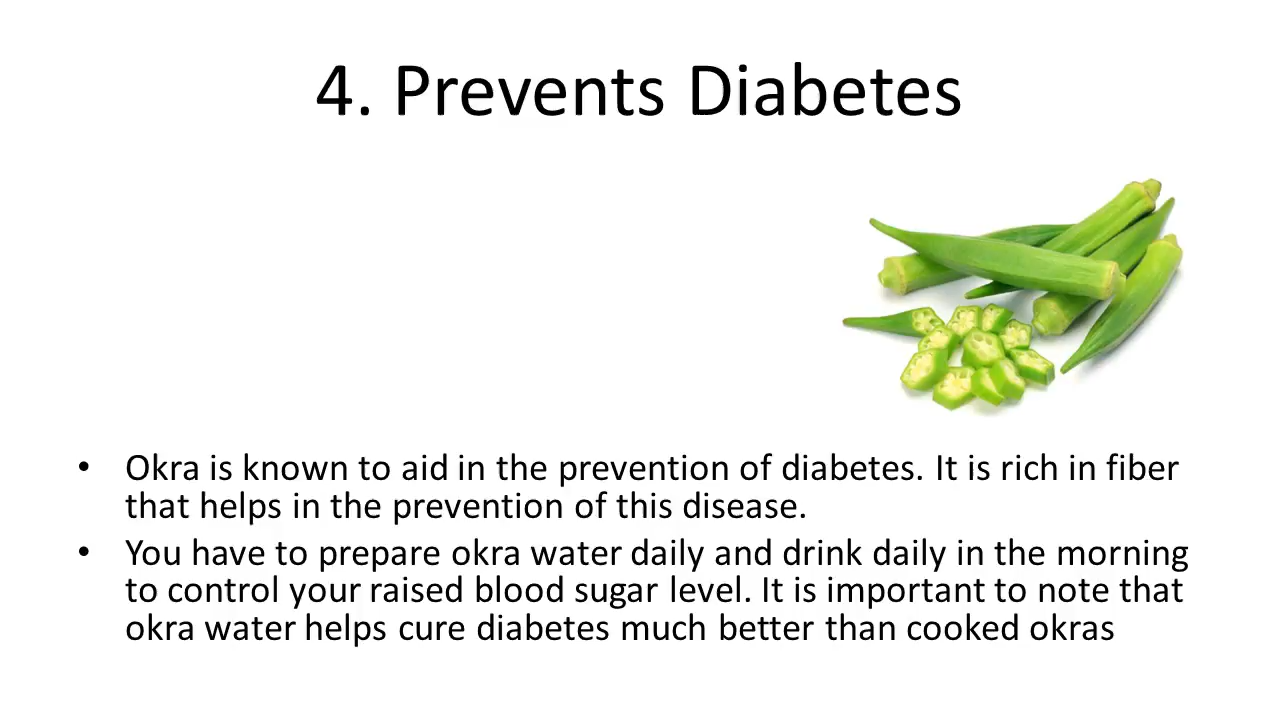 4. Prevents Diabetes
• Okra is known to aid in the prevention of diabetes. It is rich in fiber
that helps in the prevention of this disease.
• You have to prepare okra water daily and drink daily in the morning
to control your raised blood sugar level. It is important to note that
okra water helps cure diabetes much better than cooked okras